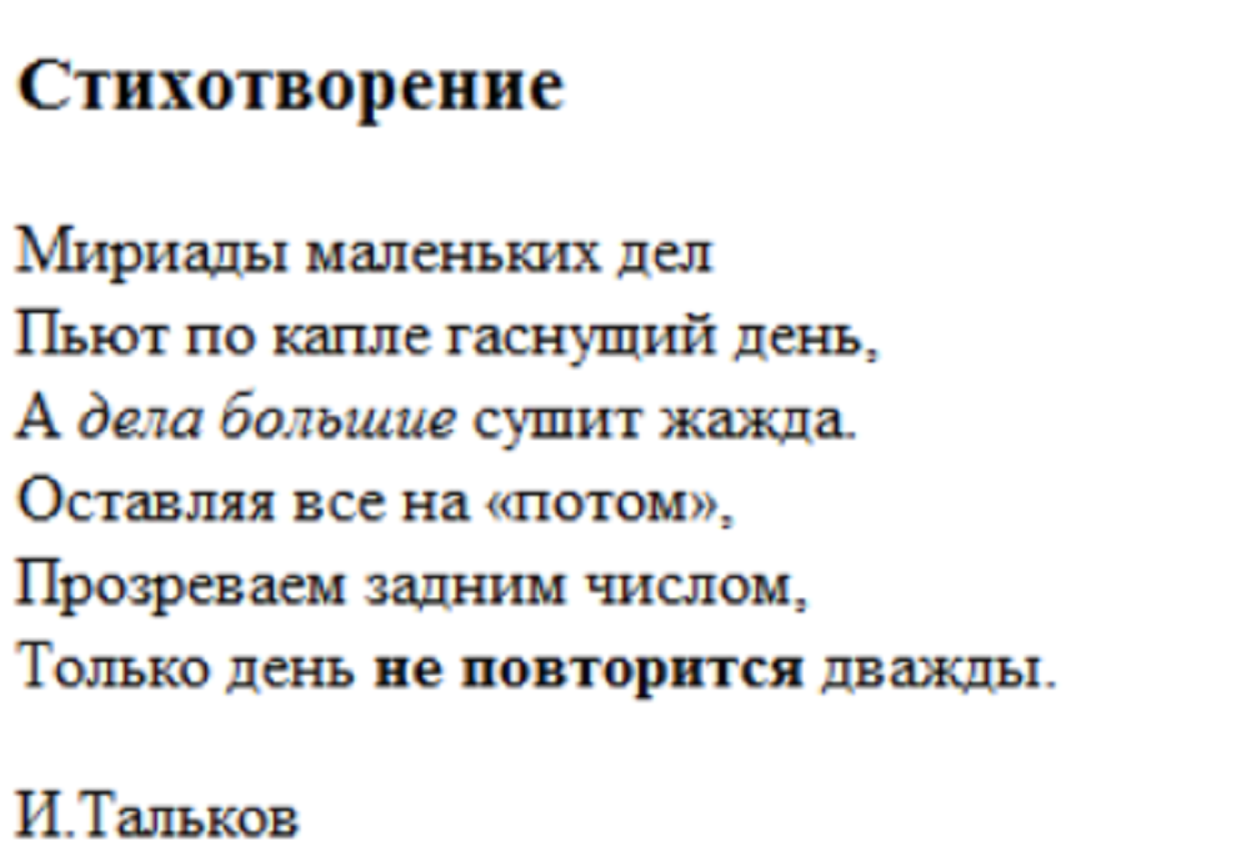 Стихотворение
Мириады маленьких дел
Пьют по капле гаснущий день,
А дела большие сушит жажда.
Оставляя все на «потом»,
Прозреваем задним числом,
Только день не повторится дважды.
И.Тальков